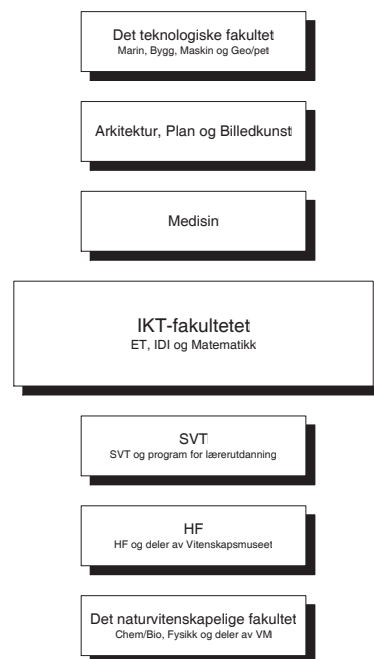 Det teknologiske fakultet
Marin, Bygg, Maskin og Geo/pet
Arkitektur, Plan og Billedkunst
Medisin
IKT-fakultetet
ET, IDI og Matematikk
SVT
SVT og program for lærerutdanning
HF
HF og deler av Vitenskapsmuseet
Det naturvitenskapelige fakultet
Chem/Bio, Fysikk og deler av VM